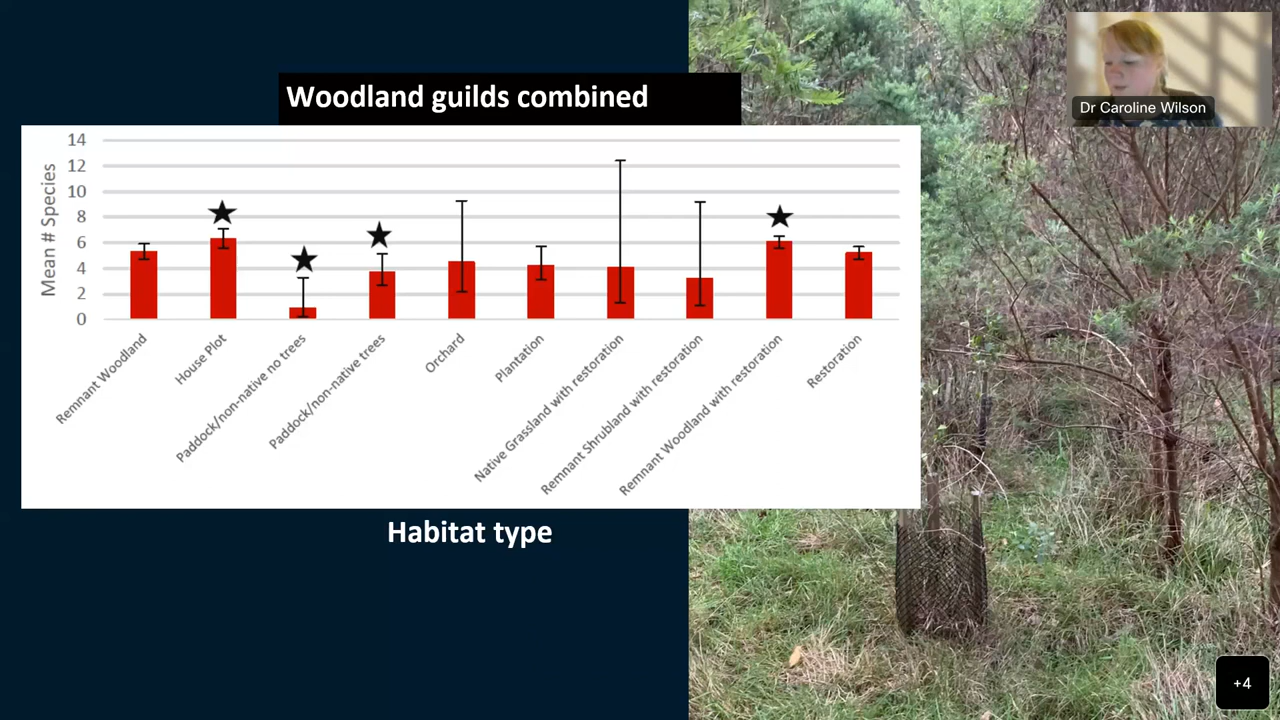 Woodland guilds combined
Dr Caroline Wilson
Mean # Species
14
12
10
8
6
4
2
0
Remnant Woodland
House Plot
Paddock/non-native no trees
Paddock/non-native trees
Orchard
Plantation
Native Grassland with restoration
Remnant Shrubland with restoration
Remnant Woodland with restoration
Restoration
Habitat type
+4